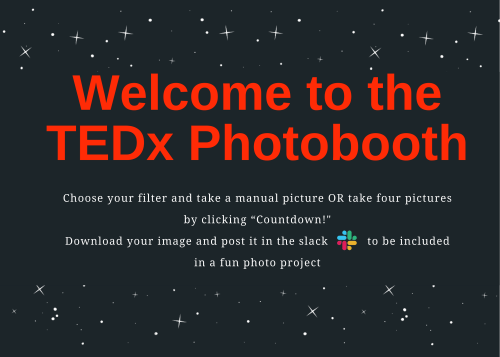 Welcome to the
TEDx Photobooth
Choose your filter and take a manual picture OR take four pictures
by clicking “Countdown!"
Download your image and post it in the slack to be included
in a fun photo project